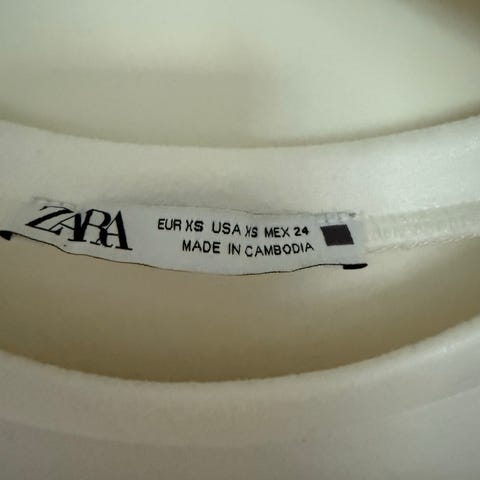 ZARA
EUR XS USA XS MEX 24
MADE IN CAMBODIA